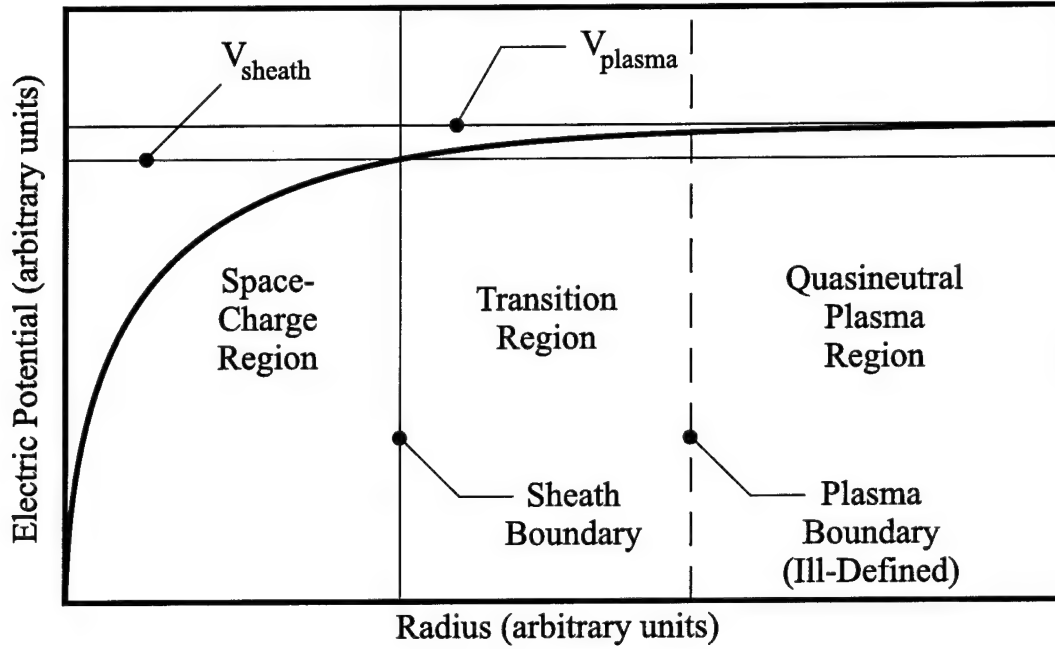 V_sheath
V_plasma
Electric Potential (arbitrary units)
Space-
Charge
Region
Transition
Region
Quasineutral
Plasma
Region
Sheath
Boundary
Plasma
Boundary
(Ill-Defined)
Radius (arbitrary units)